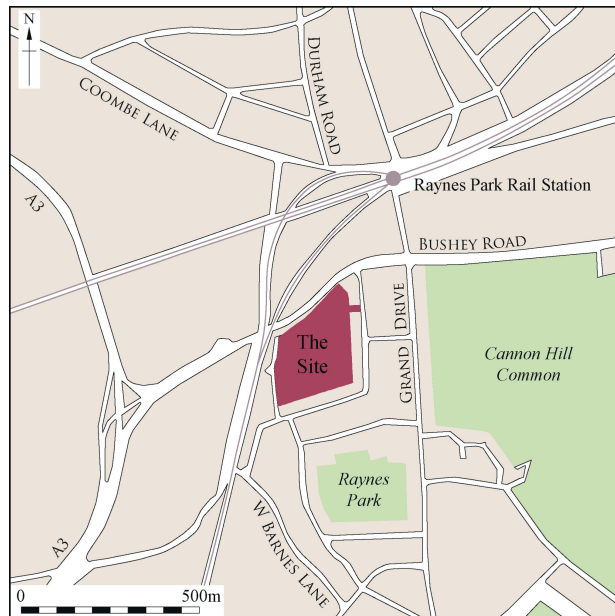 N
COOMBE LANE
DURHAM ROAD
A3
Raynes Park Rail Station
BUSHEY ROAD
The
Site
GRAND DRIVE
Cannon Hill
Common
Raynes
Park
W BARNES LANE
A3
0 500m